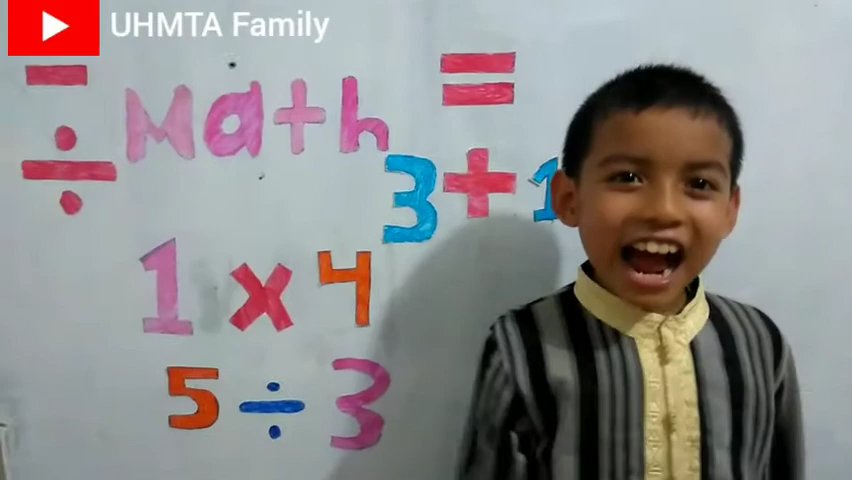 UHMTA Family
- Math =
÷ 3 + 1
1 x 4
5 ÷ 3